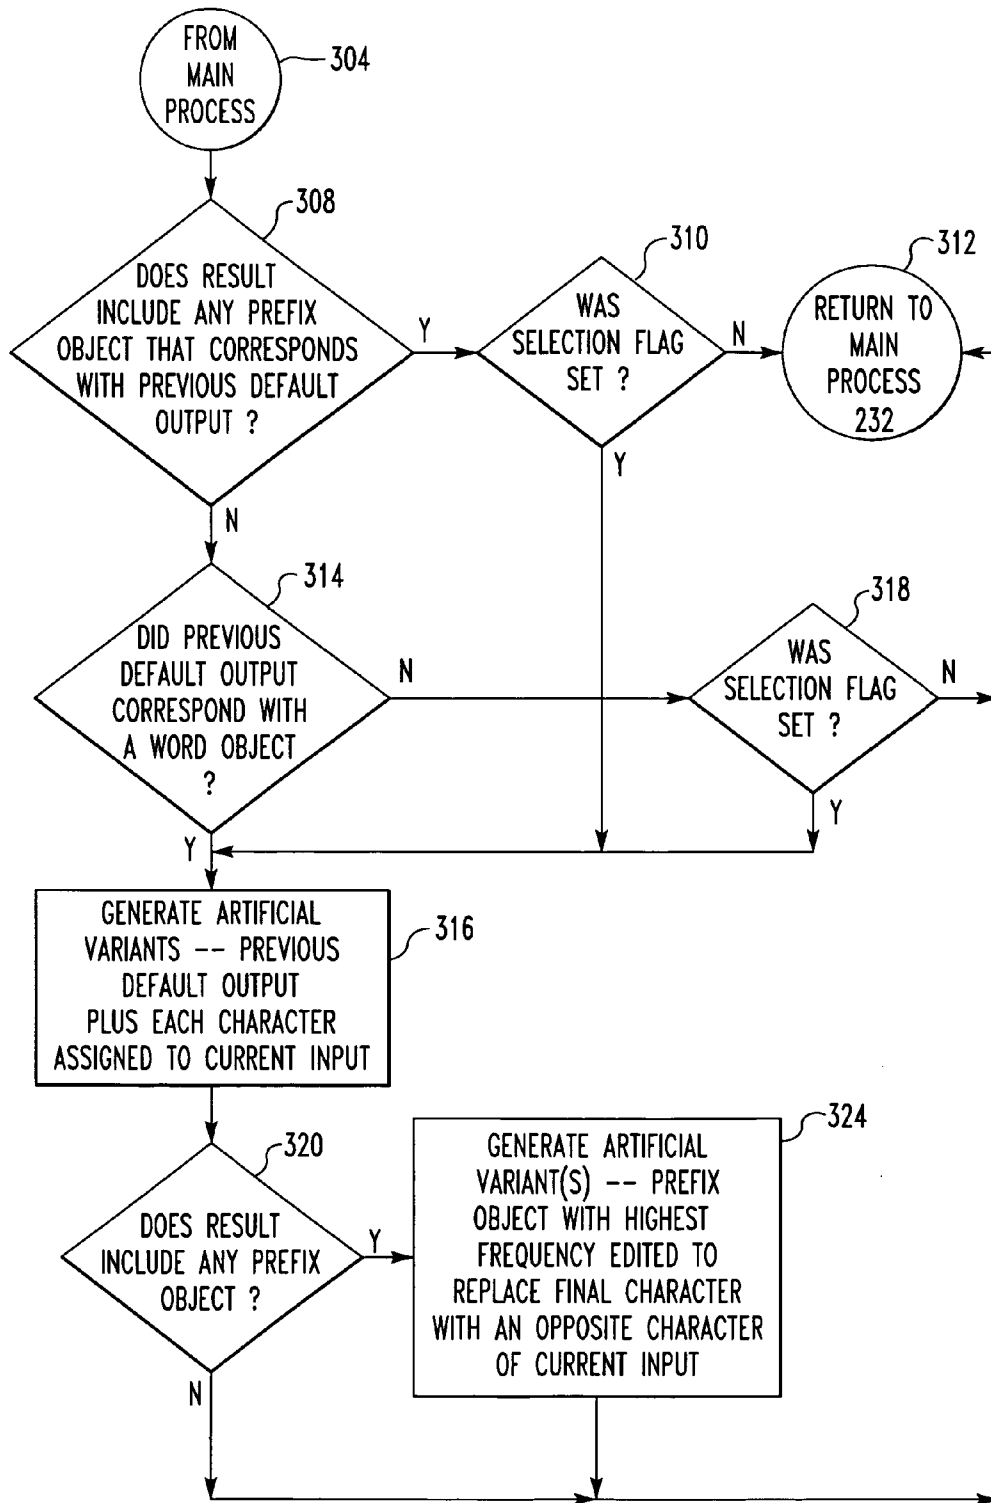 FROM
MAIN
PROCESS
304
308
DOES RESULT
INCLUDE ANY PREFIX
OBJECT THAT CORRESPONDS
WITH PREVIOUS DEFAULT
OUTPUT ?
Y
N
310
WAS
SELECTION FLAG
SET ?
N
Y
312
RETURN TO
MAIN
PROCESS
232
314
DID PREVIOUS
DEFAULT OUTPUT
CORRESPOND WITH
A WORD OBJECT
?
N
Y
318
WAS
SELECTION FLAG
SET ?
N
Y
GENERATE ARTIFICIAL
VARIANTS -- PREVIOUS
DEFAULT OUTPUT
PLUS EACH CHARACTER
ASSIGNED TO CURRENT INPUT
316
320
DOES RESULT
INCLUDE ANY PREFIX
OBJECT ?
Y
N
324
GENERATE ARTIFICIAL
VARIANT(S) -- PREFIX
OBJECT WITH HIGHEST
FREQUENCY EDITED TO
REPLACE FINAL CHARACTER
WITH AN OPPOSITE CHARACTER
OF CURRENT INPUT